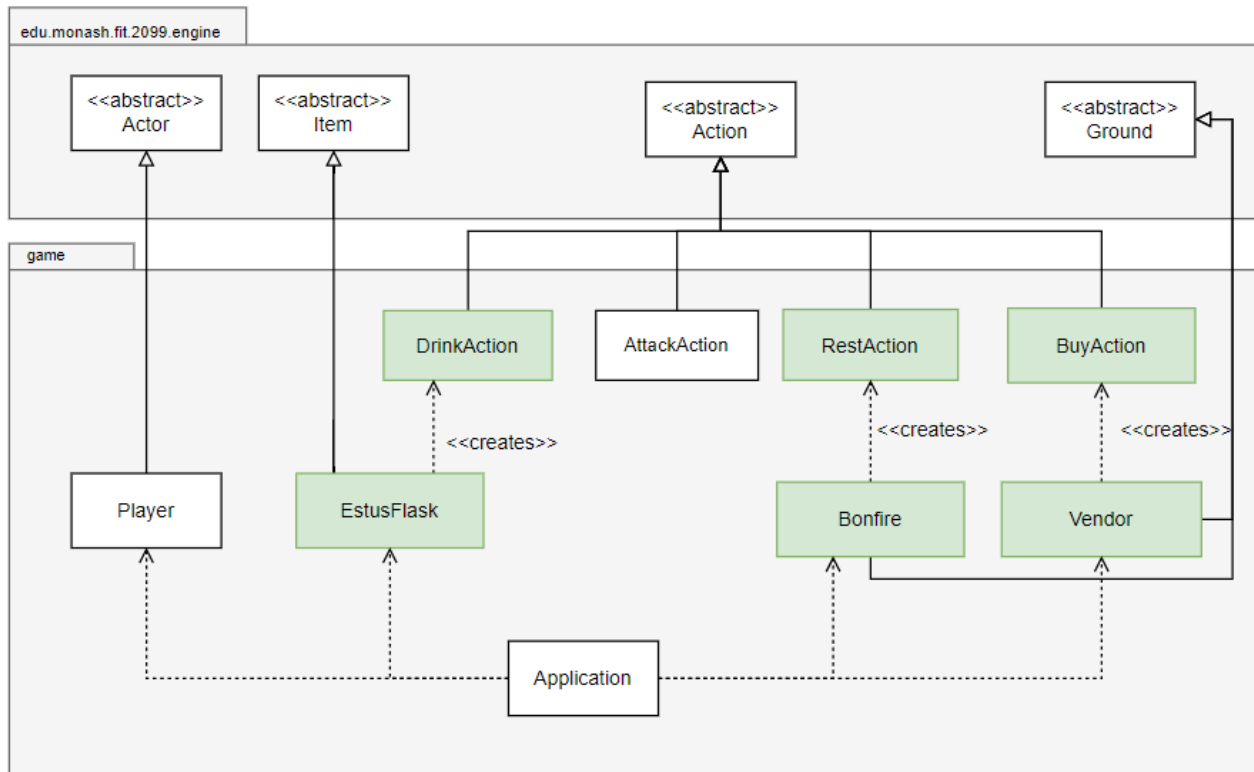 edu.monash.fit.2099.engine
<<abstract>>
Actor
<<abstract>>
Item
<<abstract>>
Action
<<abstract>>
Ground
game
DrinkAction
AttackAction
RestAction
BuyAction
<<creates>>
<<creates>>
<<creates>>
Player
EstusFlask
Bonfire
Vendor
Application